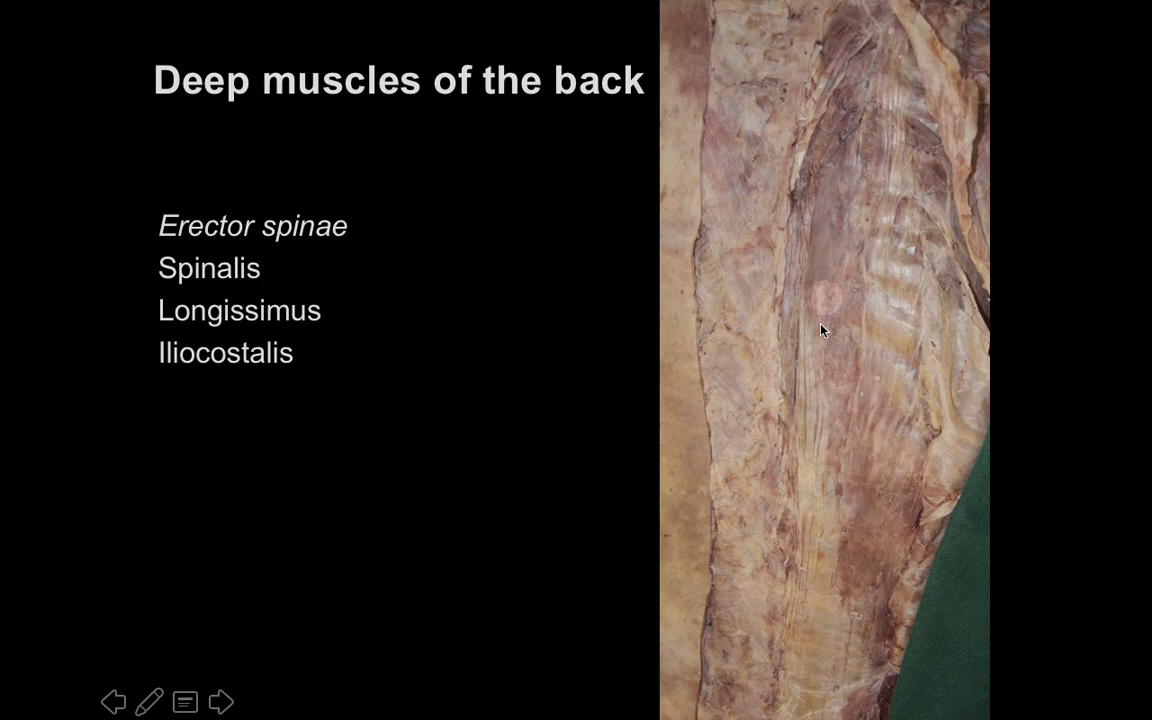 Deep muscles of the back
Erector spinae
Spinalis
Longissimus
Iliocostalis